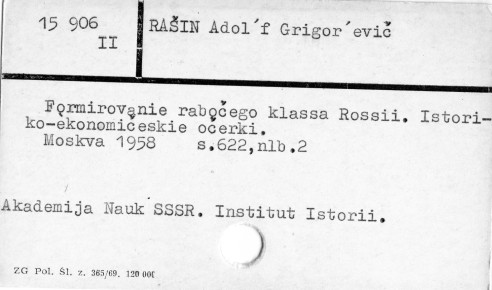 15 906
II
RAŠIN Adol´f Grigor´evič
Formirovanie rabočego klassa Rossii. Istori-
ko-ekonomičeskie očerki.
Moskva 1958 s.622,nlb.2
Akademija Nauk SSSR. Institut Istorii.
ZG Pol. Śl. z. 365/69. 120 000